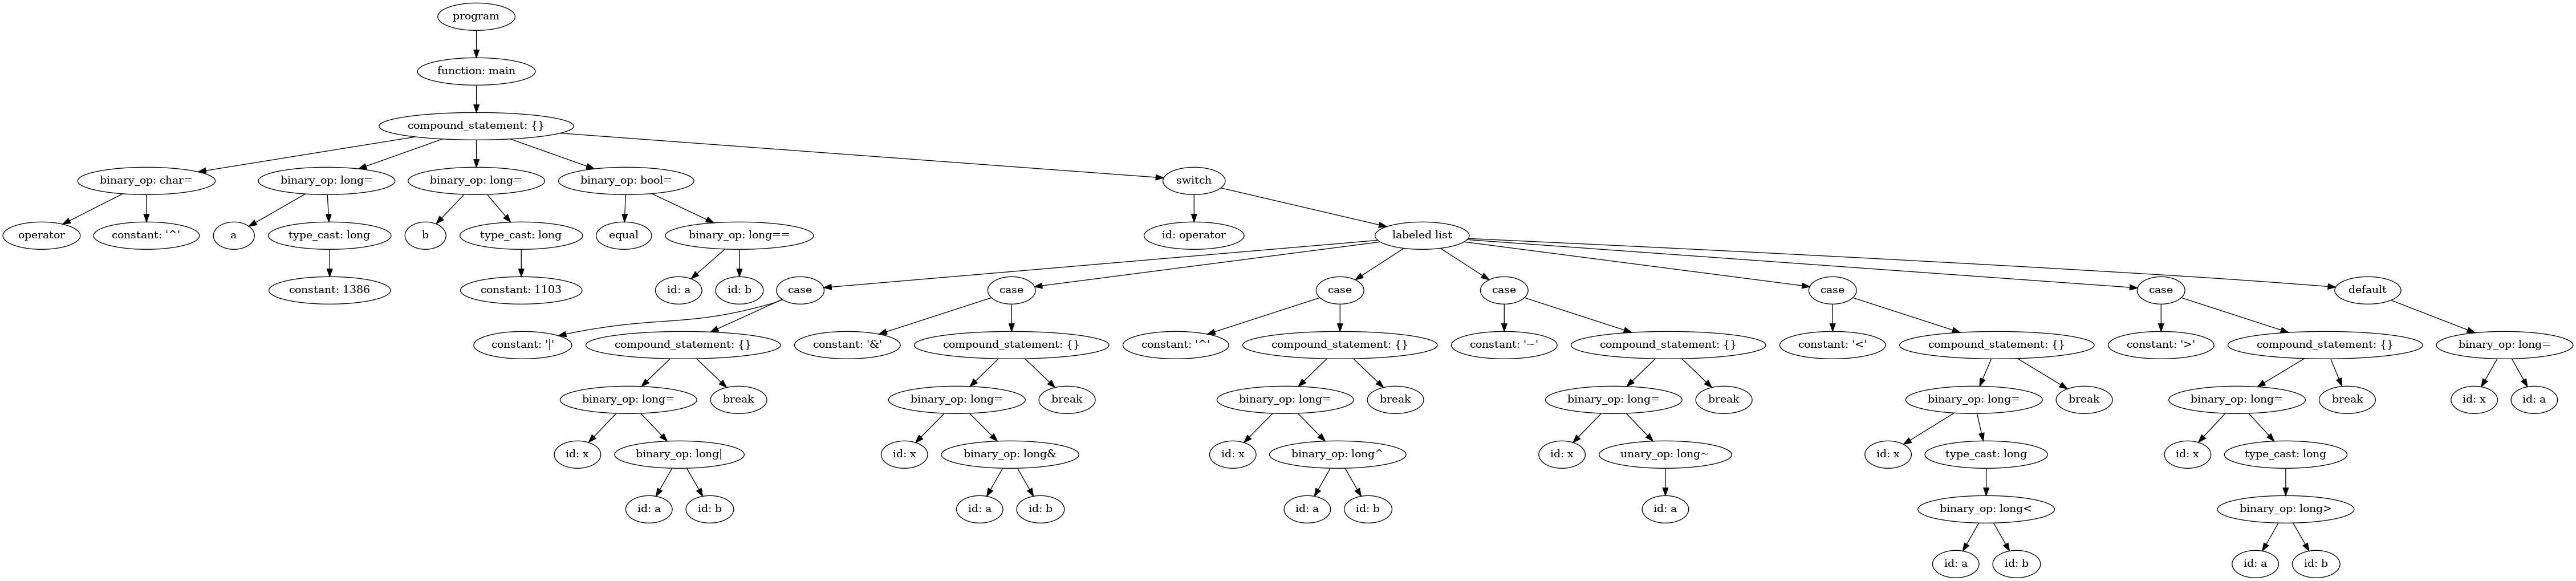 program
function: main
compound_statement: {}
binary_op: char=
binary_op: long=
binary_op: long=
binary_op: bool=
switch
operator
constant: '^'
a
type_cast: long
b
type_cast: long
equal
binary_op: long==
id: operator
labeled list
constant: 1386
constant: 1103
id: a
id: b
case
case
case
case
case
case
default
constant: '|'
compound_statement: {}
constant: '&'
compound_statement: {}
constant: '^'
compound_statement: {}
constant: '~'
compound_statement: {}
constant: '<'
compound_statement: {}
constant: '>'
compound_statement: {}
binary_op: long=
binary_op: long=
break
binary_op: long=
break
binary_op: long=
break
binary_op: long=
break
binary_op: long=
break
binary_op: long=
break
id: x
id: a
id: x
binary_op: long|
id: x
binary_op: long&
id: x
binary_op: long^
id: x
unary_op: long~
id: x
type_cast: long
id: x
type_cast: long
id: a
id: b
id: a
id: b
id: a
id: b
id: a
binary_op: long<
binary_op: long>
id: a
id: b
id: a
id: b